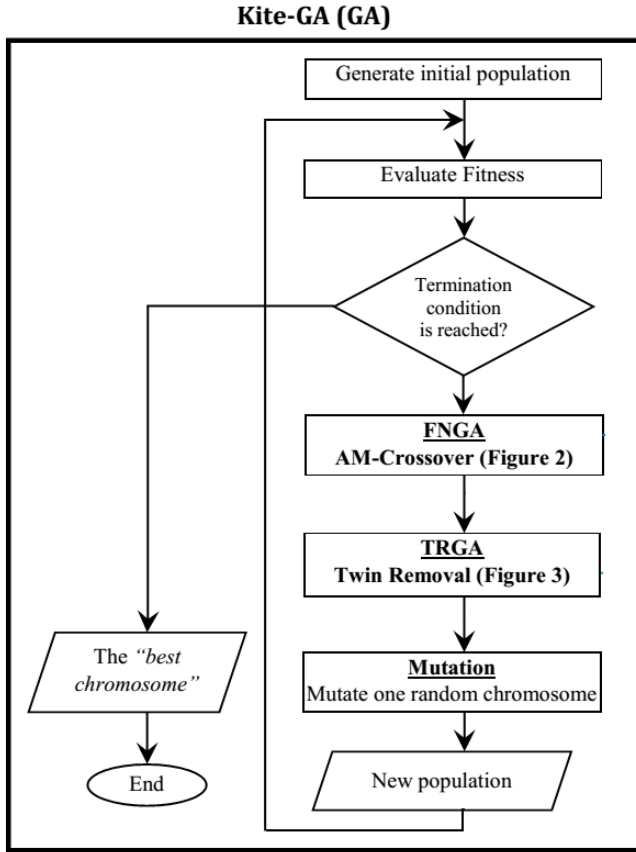 Kite-GA (GA)
Generate initial population
Evaluate Fitness
Termination
condition
is reached?
FNGA
AM-Crossover (Figure 2)
TRGA
Twin Removal (Figure 3)
The “best
chromosome”
Mutation
Mutate one random chromosome
End
New population